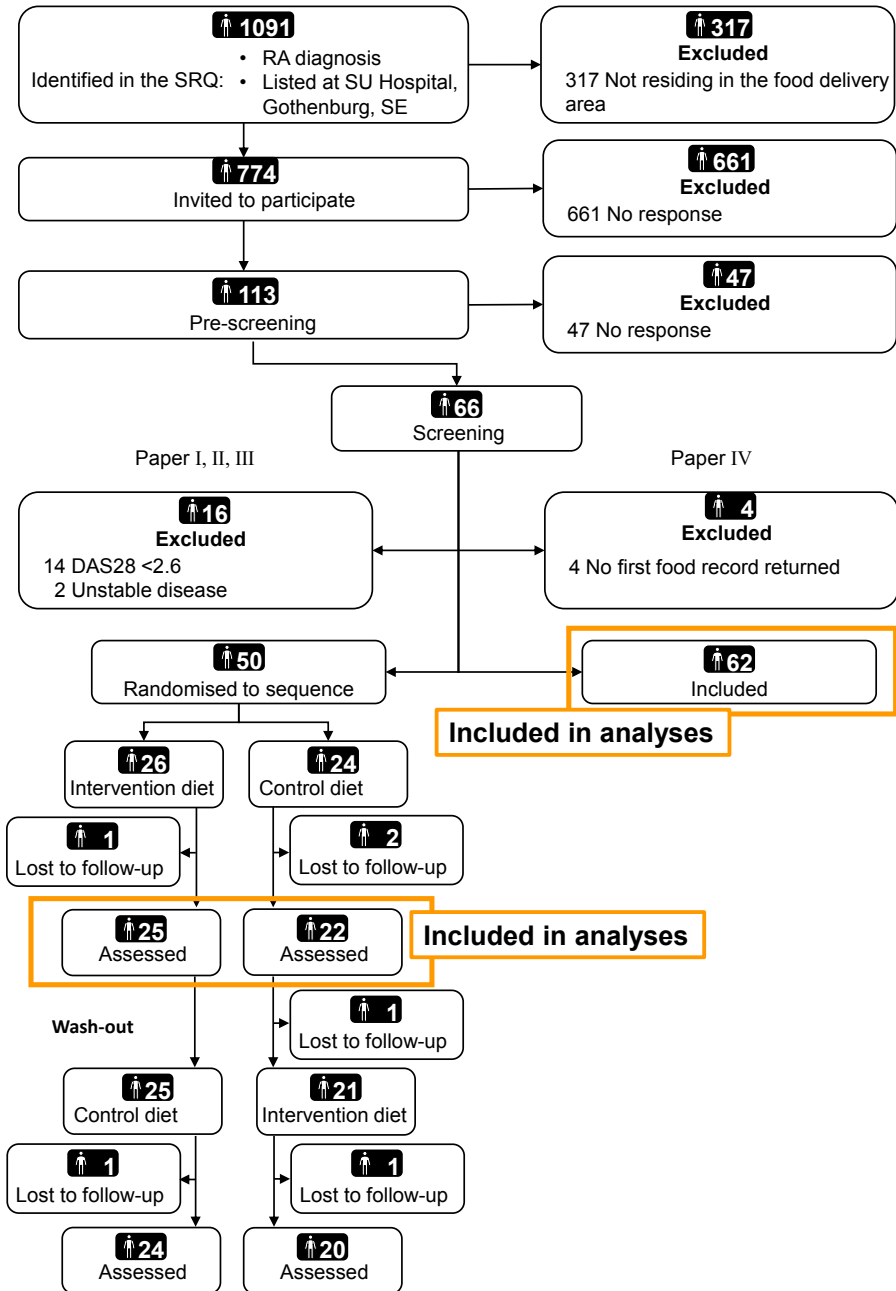 1091
Identified in the SRQ:
• RA diagnosis
• Listed at SU Hospital,
Gothenburg, SE
317
Excluded
317 Not residing in the food delivery
area
774
Invited to participate
661
Excluded
661 No response
113
Pre-screening
47
Excluded
47 No response
66
Screening
Paper I, II, III
Paper IV
16
Excluded
14 DAS28 <2.6
2 Unstable disease
4
Excluded
4 No first food record returned
50
Randomised to sequence
62
Included
Included in analyses
26
Intervention diet
24
Control diet
1
Lost to follow-up
2
Lost to follow-up
25
Assessed
22
Assessed
Included in analyses
Wash-out
1
Lost to follow-up
25
Control diet
21
Intervention diet
1
Lost to follow-up
1
Lost to follow-up
24
Assessed
20
Assessed